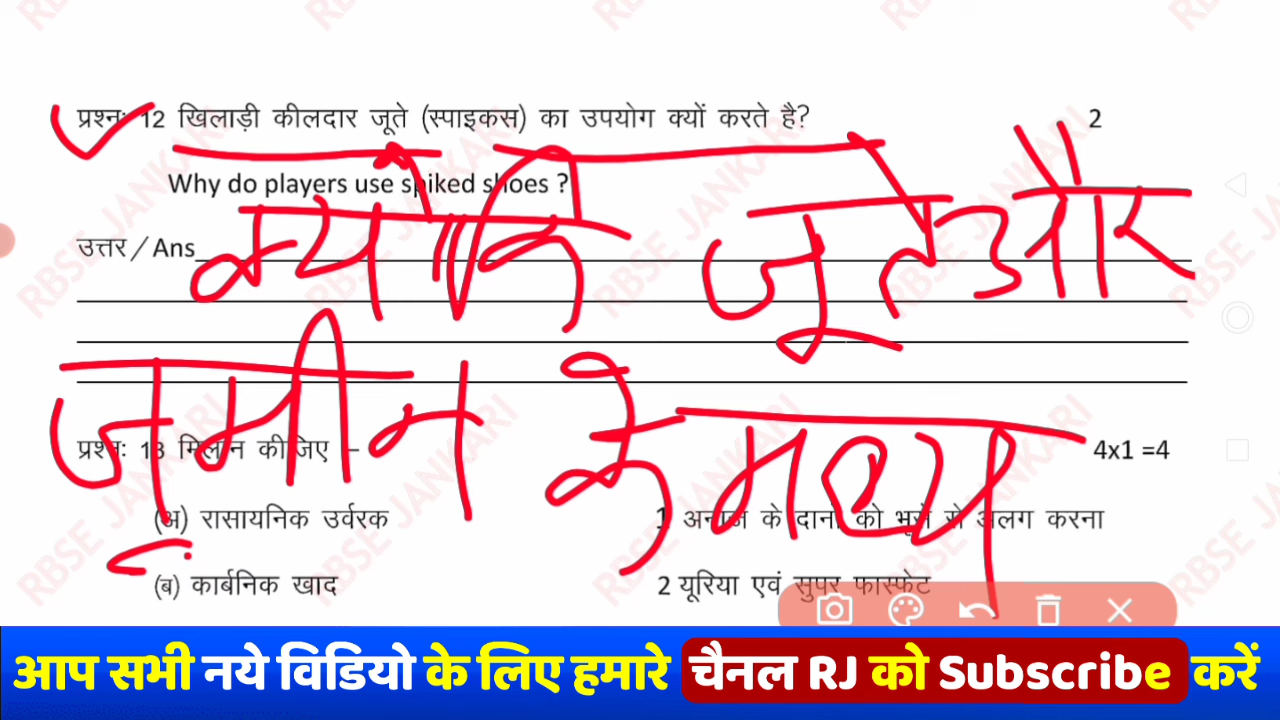 प्रश्नः 12 खिलाड़ी कीलदार जूते (स्पाइकस) का उपयोग क्यों करते है? 2
Why do players use spiked shoes ?
उत्तर/Ans
क्योंकि जूते और
जमीन के मध्य
प्रश्नः 13 मिलान कीजिए – 4x1 =4
(अ) रासायनिक उर्वरक 1 अनाज के दानों को भूसे से अलग करना
(ब) कार्बनिक खाद 2 यूरिया एवं सुपर फास्फेट
आप सभी नये विडियो के लिए हमारे चैनल RJ को Subscribe करें
RBSE JANKARI